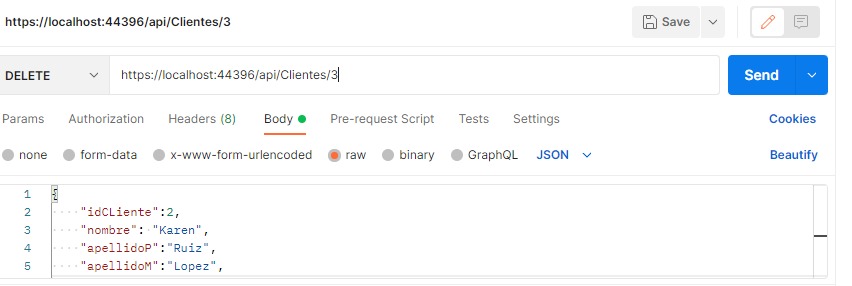 https://localhost:44396/api/Clientes/3 Save
DELETE https://localhost:44396/api/Clientes/3 Send
Params Authorization Headers (8) Body Pre-request Script Tests Settings Cookies
none form-data x-www-form-urlencoded raw binary GraphQL JSON Beautify
1 {
2 "idCLiente":2,
3 "nombre": "Karen",
4 "apellidoP":"Ruiz",
5 "apellidoM":"Lopez",